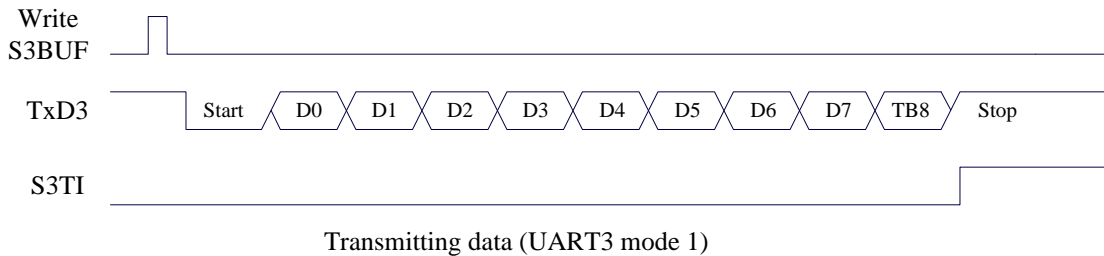 Write
S3BUF
TxD3 Start D0 D1 D2 D3 D4 D5 D6 D7 TB8 Stop
S3TI
Transmitting data (UART3 mode 1)